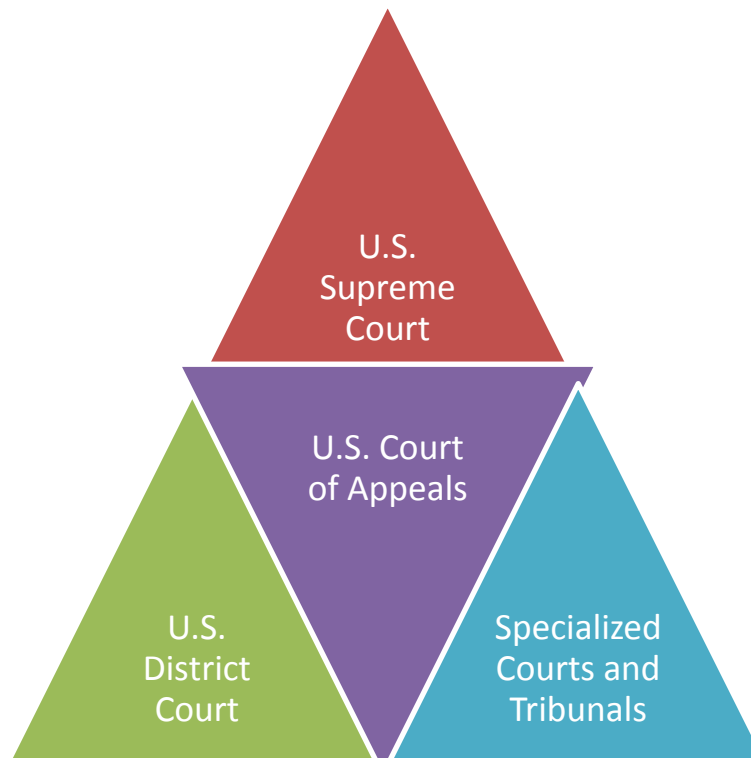 U.S.
Supreme
Court
U.S. Court
of Appeals
U.S.
District
Court
Specialized
Courts and
Tribunals